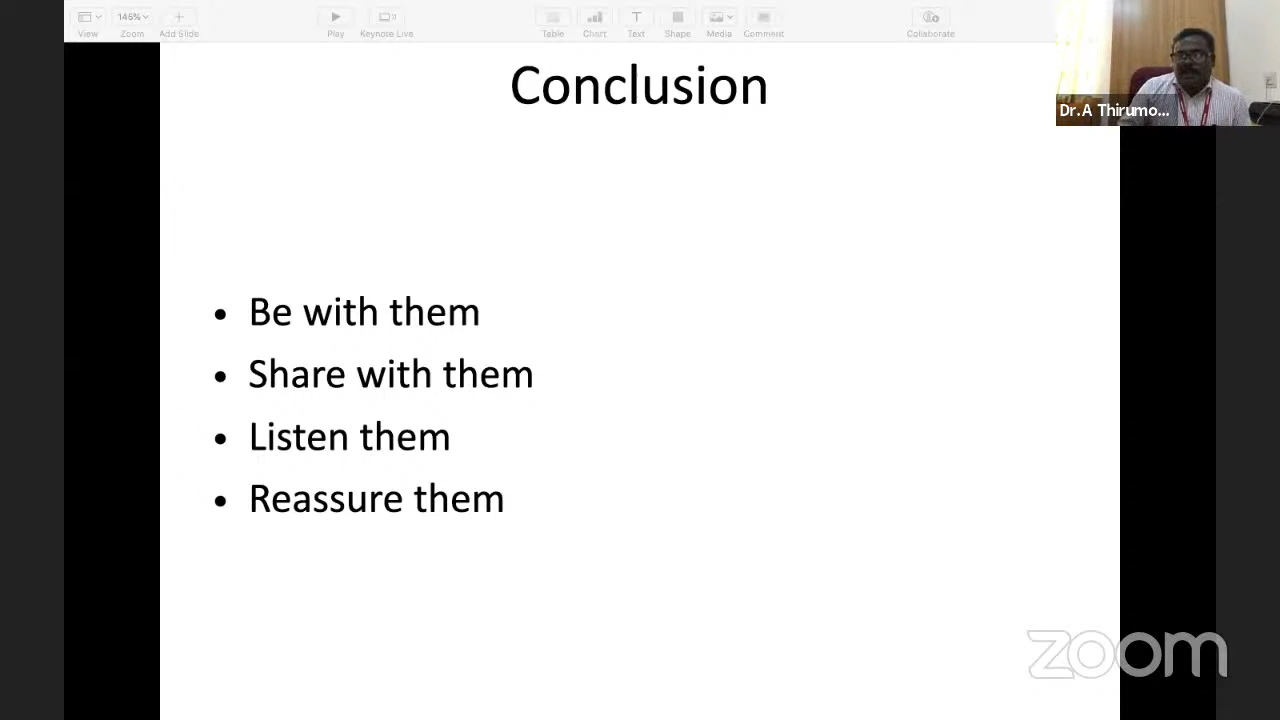 145%
View Zoom Add Slide Play Keynote Live Table Chart Text Shape Media Comment Collaborate
Dr.A Thirumo...
Conclusion
• Be with them
• Share with them
• Listen them
• Reassure them
zoom